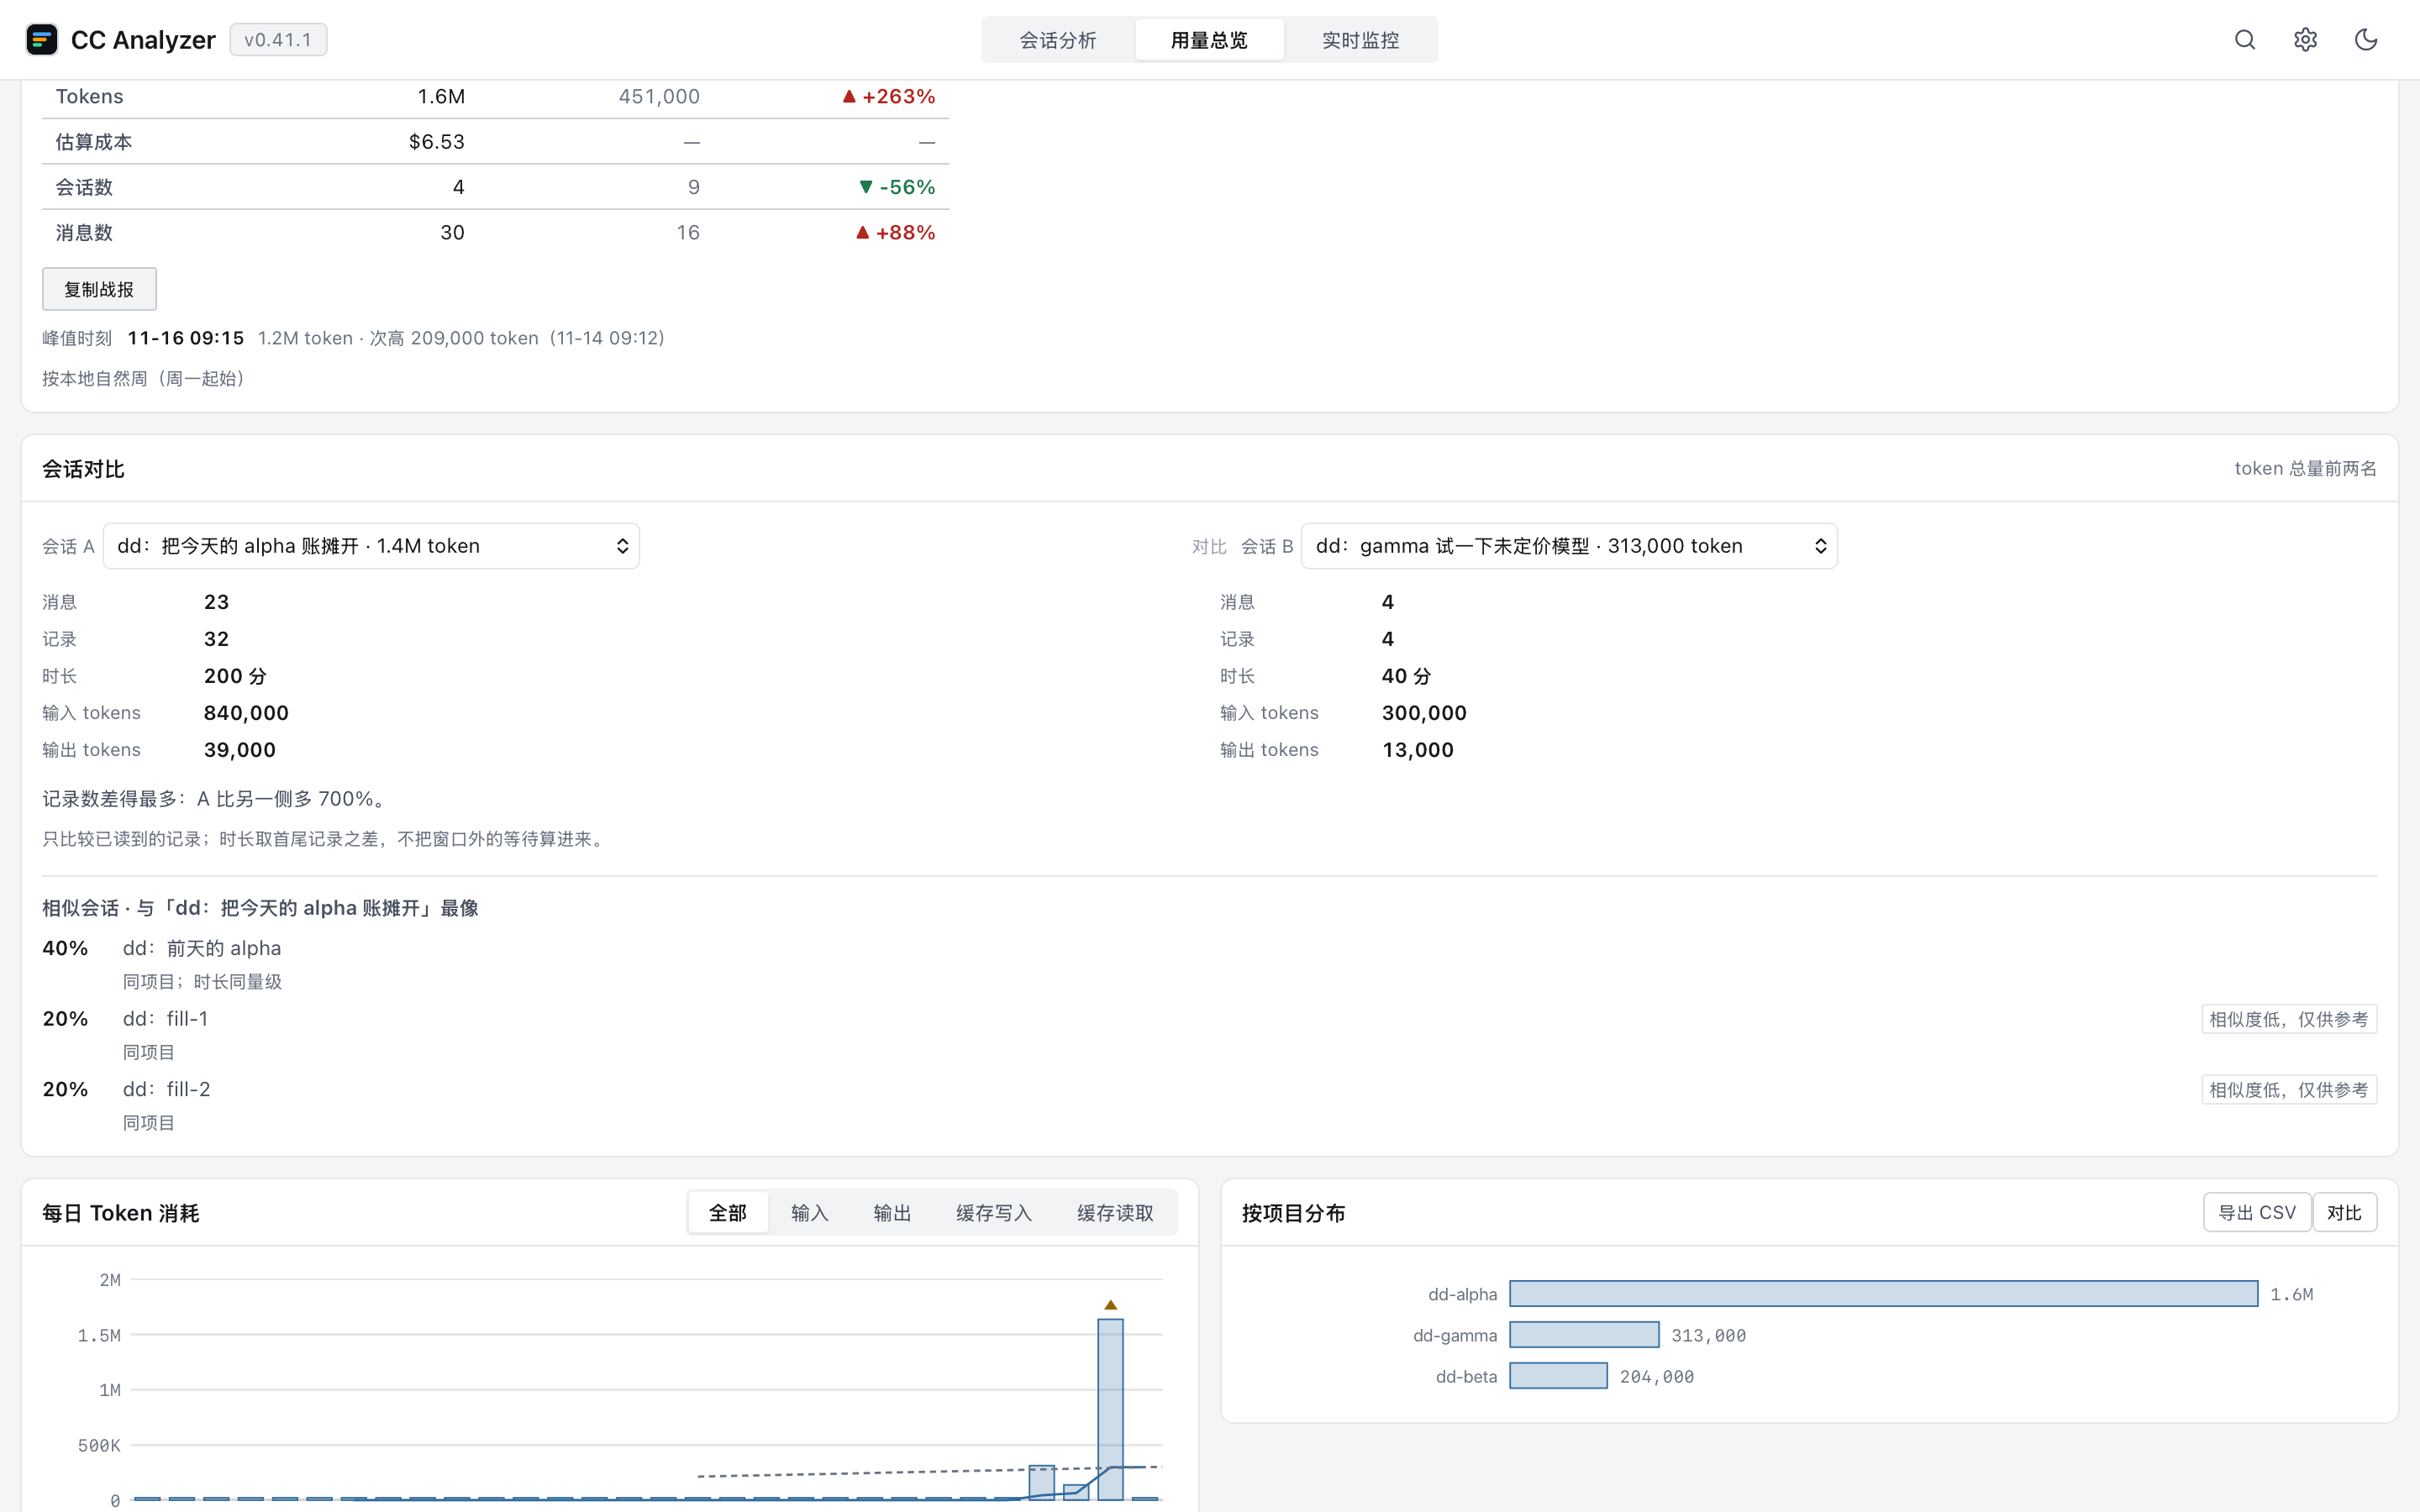 CC Analyzer v0.41.1 会话分析 用量总览 实时监控
Tokens 1.6M 451,000 ▲ +263%
估算成本 $6.53 — —
会话数 4 9 ▼ -56%
消息数 30 16 ▲ +88%
复制战报
峰值时刻 11-16 09:15 1.2M token · 次高 209,000 token（11-14 09:12）
按本地自然周（周一起始）
会话对比 token 总量前两名
会话 A dd：把今天的 alpha 账摊开 · 1.4M token 对比 会话 B dd：gamma 试一下未定价模型 · 313,000 token
消息 23 消息 4
记录 32 记录 4
时长 200 分 时长 40 分
输入 tokens 840,000 输入 tokens 300,000
输出 tokens 39,000 输出 tokens 13,000
记录数差得最多：A 比另一侧多 700%。
只比较已读到的记录；时长取首尾记录之差，不把窗口外的等待算进来。
相似会话 · 与「dd：把今天的 alpha 账摊开」最像
40% dd：前天的 alpha
同项目；时长同量级
20% dd：fill-1 相似度低，仅供参考
同项目
20% dd：fill-2 相似度低，仅供参考
同项目
每日 Token 消耗 全部 输入 输出 缓存写入 缓存读取
2M
1.5M
1M
500K
0
按项目分布 导出 CSV 对比
dd-alpha 1.6M
dd-gamma 313,000
dd-beta 204,000